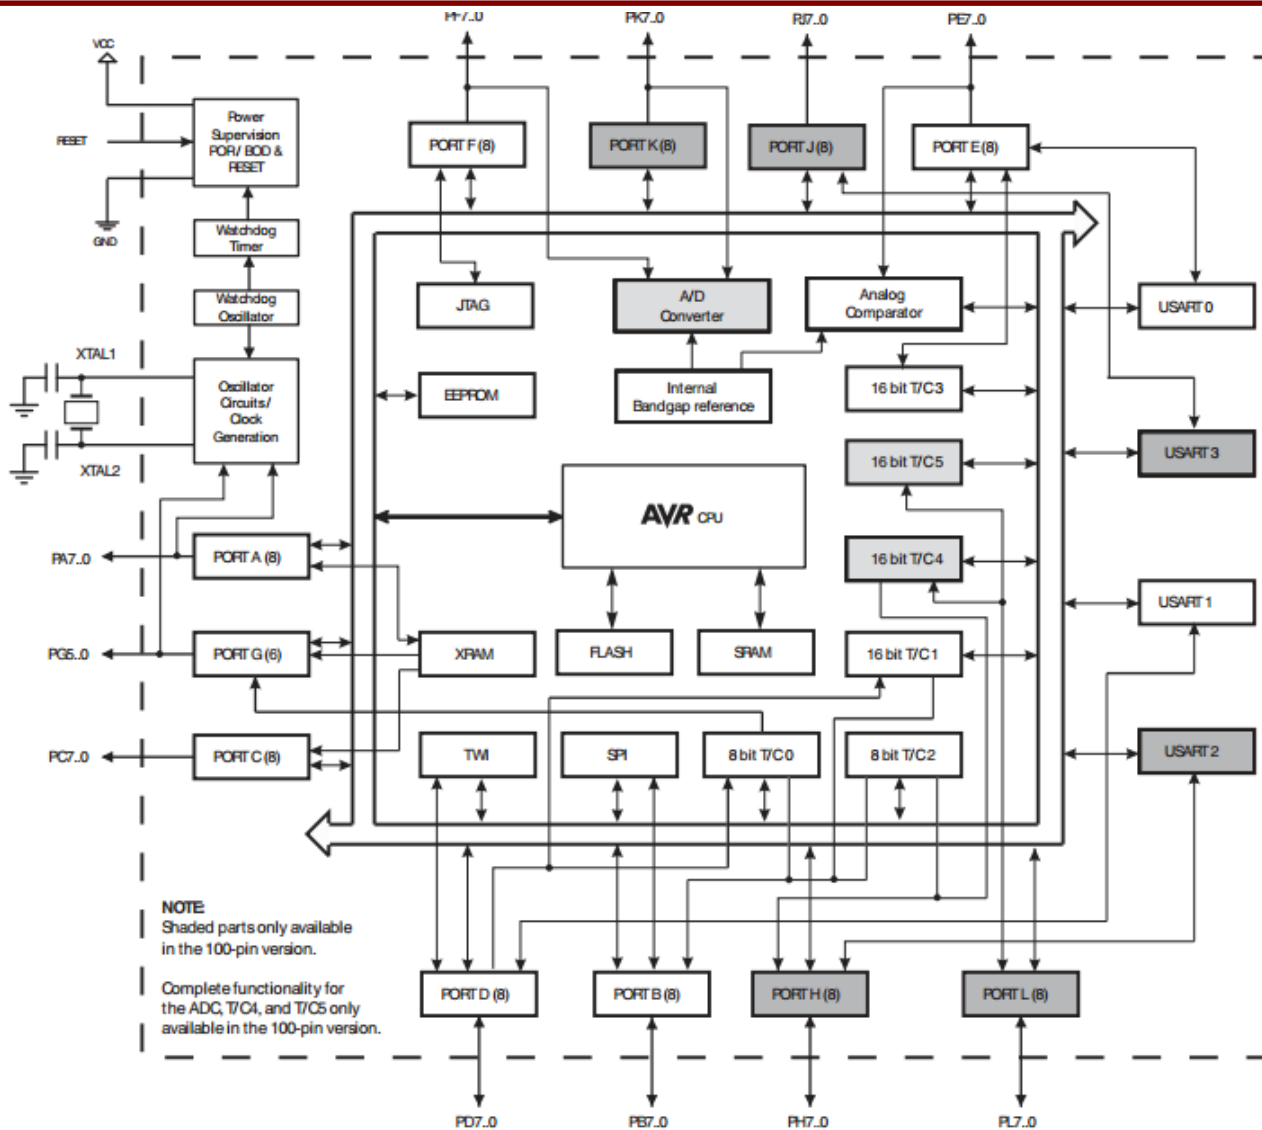 PF7..0
PK7..0
PJ7..0
PE7..0
VCC
RESET
GND
Power
Supervision
POR / BOD &
RESET
PORT F (8)
PORT K (8)
PORT J (8)
PORT E (8)
Watchdog
Timer
Watchdog
Oscillator
JTAG
A/D
Converter
Analog
Comparator
USART 0
XTAL1
Oscillator
Circuits /
Clock
Generation
XTAL2
EEPROM
Internal
Bandgap reference
16 bit T/C3
16 bit T/C5
USART 3
AVR CPU
PA7..0
PORT A (8)
16 bit T/C4
USART 1
PG5..0
PORT G (6)
XRAM
FLASH
SRAM
16 bit T/C1
PC7..0
PORT C (8)
TWI
SPI
8 bit T/C0
8 bit T/C2
USART 2
NOTE:
Shaded parts only available
in the 100-pin version.
Complete functionality for
the ADC, T/C4, and T/C5 only
available in the 100-pin version.
PORT D (8)
PORT B (8)
PORT H (8)
PORT L (8)
PD7..0
PB7..0
PH7..0
PL7..0